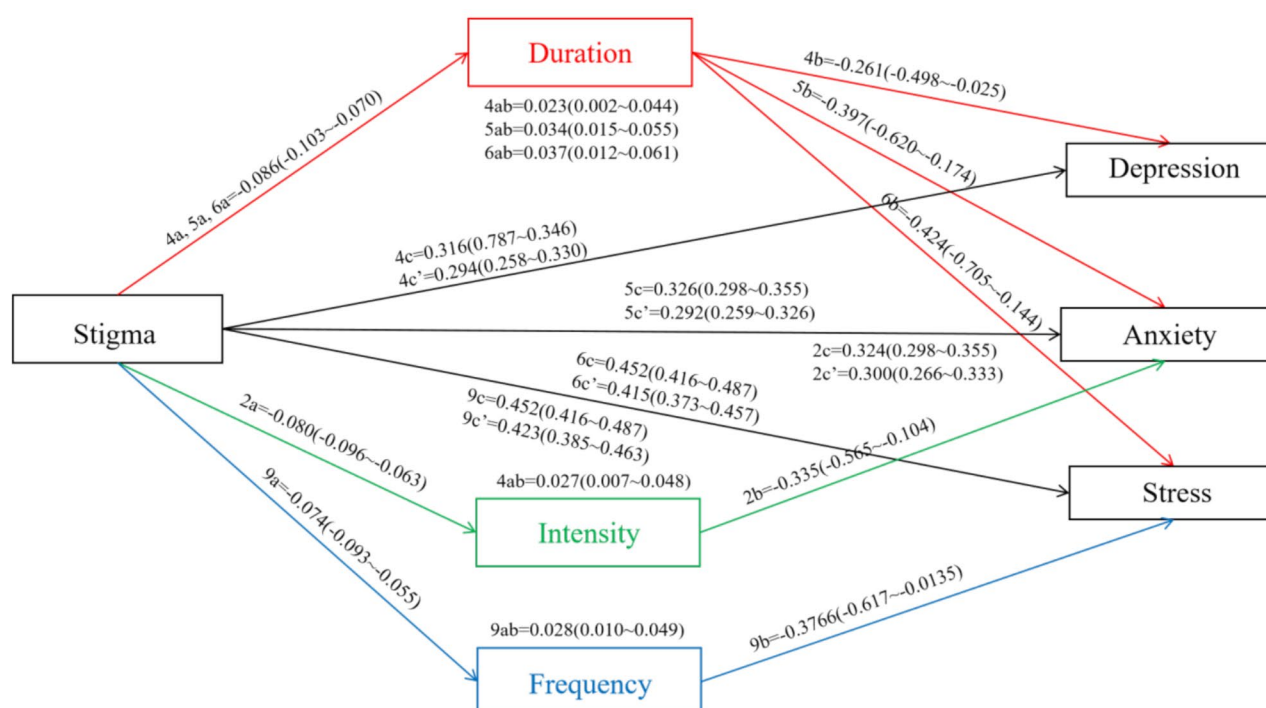 Duration
4ab=0.023(0.002~0.044)
5ab=0.034(0.015~0.055)
6ab=0.037(0.012~0.061)
4b=-0.261(-0.498~-0.025)
5b=-0.397(-0.620~-0.174)
6b=-0.424(-0.705~-0.144)
4a, 5a, 6a=-0.086(-0.103~-0.070)
Depression
4c=0.316(0.787~0.346)
4c’=0.294(0.258~0.330)
Stigma
5c=0.326(0.298~0.355)
5c’=0.292(0.259~0.326)
Anxiety
2c=0.324(0.298~0.355)
2c’=0.300(0.266~0.333)
6c=0.452(0.416~0.487)
6c’=0.415(0.373~0.457)
9c=0.452(0.416~0.487)
9c’=0.423(0.385~0.463)
2a=-0.080(-0.096~-0.063)
9a=-0.074(-0.093~-0.055)
4ab=0.027(0.007~0.048)
Intensity
2b=-0.335(-0.565~-0.104)
Stress
9ab=0.028(0.010~0.049)
Frequency
9b=-0.3766(-0.617~-0.0135)